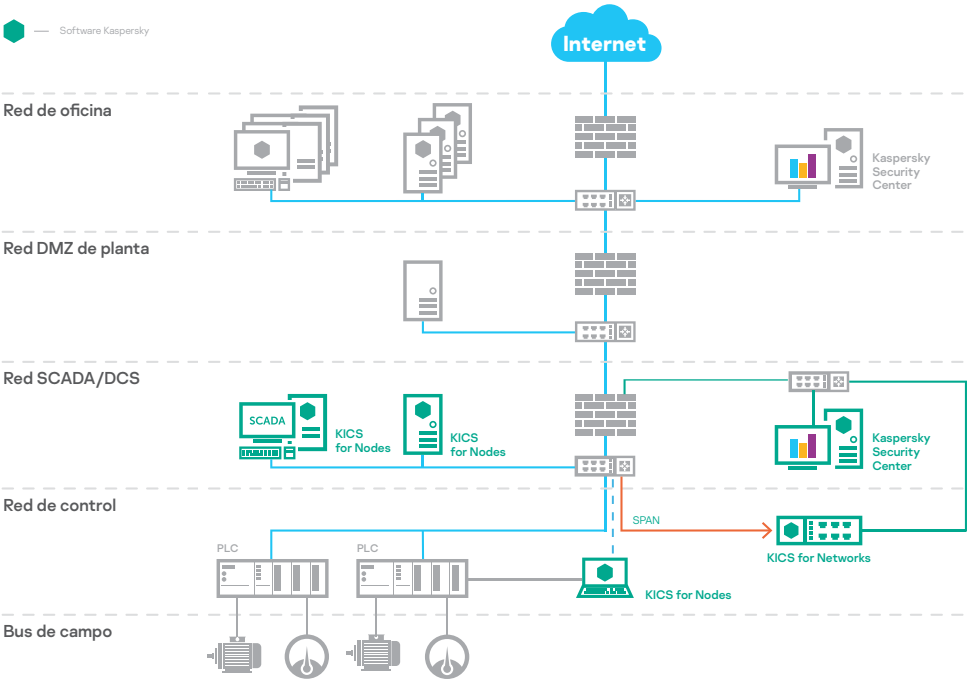 Software Kaspersky
Internet
Red de oficina
Kaspersky
Security
Center
Red DMZ de planta
Red SCADA/DCS
SCADA
KICS
for Nodes
KICS
for Nodes
Kaspersky
Security
Center
Red de control
SPAN
PLC
PLC
KICS for Networks
KICS for Nodes
Bus de campo